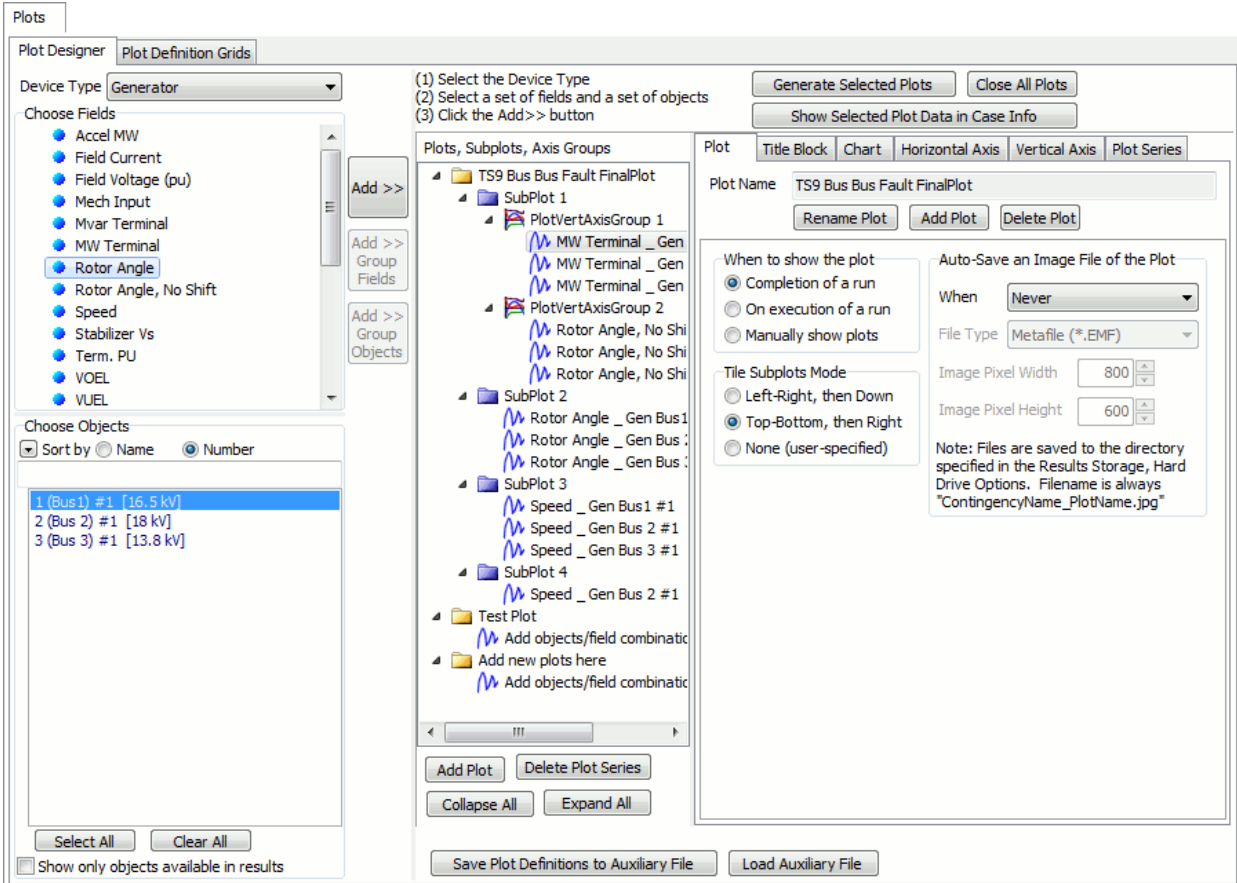 Plots
Plot Designer
Plot Definition Grids
Device Type
Generator
Choose Fields
Accel MW
Field Current
Field Voltage (pu)
Mech Input
Mvar Terminal
MW Terminal
Rotor Angle
Rotor Angle, No Shift
Speed
Stabilizer Vs
Term. PU
VOEL
VUEL
Choose Objects
Sort by
Name
Number
1 (Bus1) #1 [16.5 kV]
2 (Bus 2) #1 [18 kV]
3 (Bus 3) #1 [13.8 kV]
Select All
Clear All
Show only objects available in results
Add >>
Add >>
Group
Fields
Add >>
Group
Objects
(1) Select the Device Type
(2) Select a set of fields and a set of objects
(3) Click the Add>> button
Generate Selected Plots
Close All Plots
Show Selected Plot Data in Case Info
Plots, Subplots, Axis Groups
TS9 Bus Bus Fault FinalPlot
SubPlot 1
PlotVertAxisGroup 1
MW Terminal _ Gen
MW Terminal _ Gen
MW Terminal _ Gen
PlotVertAxisGroup 2
Rotor Angle, No Shi
Rotor Angle, No Shi
Rotor Angle, No Shi
SubPlot 2
Rotor Angle _ Gen Bus1
Rotor Angle _ Gen Bus
Rotor Angle _ Gen Bus
SubPlot 3
Speed _ Gen Bus1 #1
Speed _ Gen Bus 2 #1
Speed _ Gen Bus 3 #1
SubPlot 4
Speed _ Gen Bus 2 #1
Test Plot
Add objects/field combinatic
Add new plots here
Add objects/field combinatic
Add Plot
Delete Plot Series
Collapse All
Expand All
Save Plot Definitions to Auxiliary File
Load Auxiliary File
Plot
Title Block
Chart
Horizontal Axis
Vertical Axis
Plot Series
Plot Name
TS9 Bus Bus Fault FinalPlot
Rename Plot
Add Plot
Delete Plot
When to show the plot
Completion of a run
On execution of a run
Manually show plots
Tile Subplots Mode
Left-Right, then Down
Top-Bottom, then Right
None (user-specified)
Auto-Save an Image File of the Plot
When
Never
File Type
Metafile (*.EMF)
Image Pixel Width
800
Image Pixel Height
600
Note: Files are saved to the directory
specified in the Results Storage, Hard
Drive Options. Filename is always
"ContingencyName_PlotName.jpg"